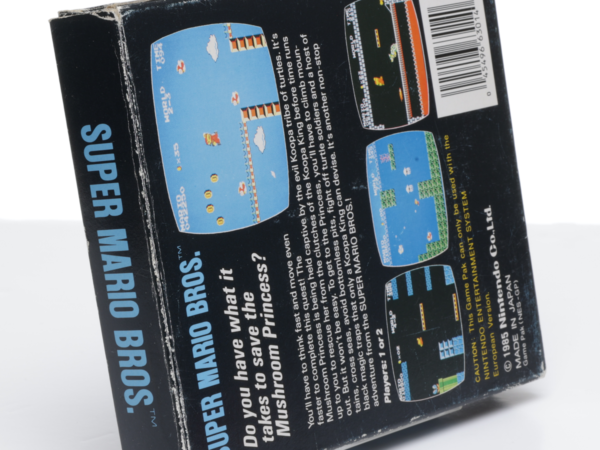 SUPER MARIO BROS.™
SUPER MARIO BROS.™
Do you have what it
takes to save the
Mushroom Princess?
You'll have to think fast and move even
faster to complete this quest! The
Mushroom Princess is being held captive by the evil Koopa tribe of turtles. It's
up to you to rescue her from the clutches of the Koopa King before time runs
out. But it won't be easy. To get to the Princess, you'll have to climb moun-
tains, cross seas, avoid bottomless pits, fight off turtle soldiers and a host of
black magic traps that only a Koopa King can devise. It's another non-stop
adventure from the SUPER MARIO BROS.!
Players: 1 or 2
CAUTION: This Game Pak can only be used with the
NINTENDO ENTERTAINMENT SYSTEM
European Version.
© 1985 Nintendo Co., Ltd.
MADE IN JAPAN
WORLD
TIME